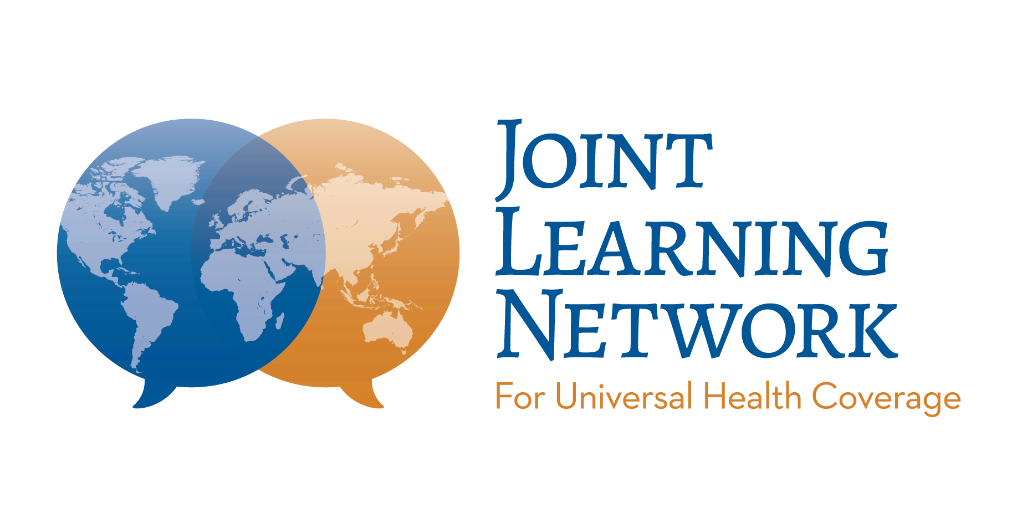 JOINT
LEARNING
NETWORK
For Universal Health Coverage